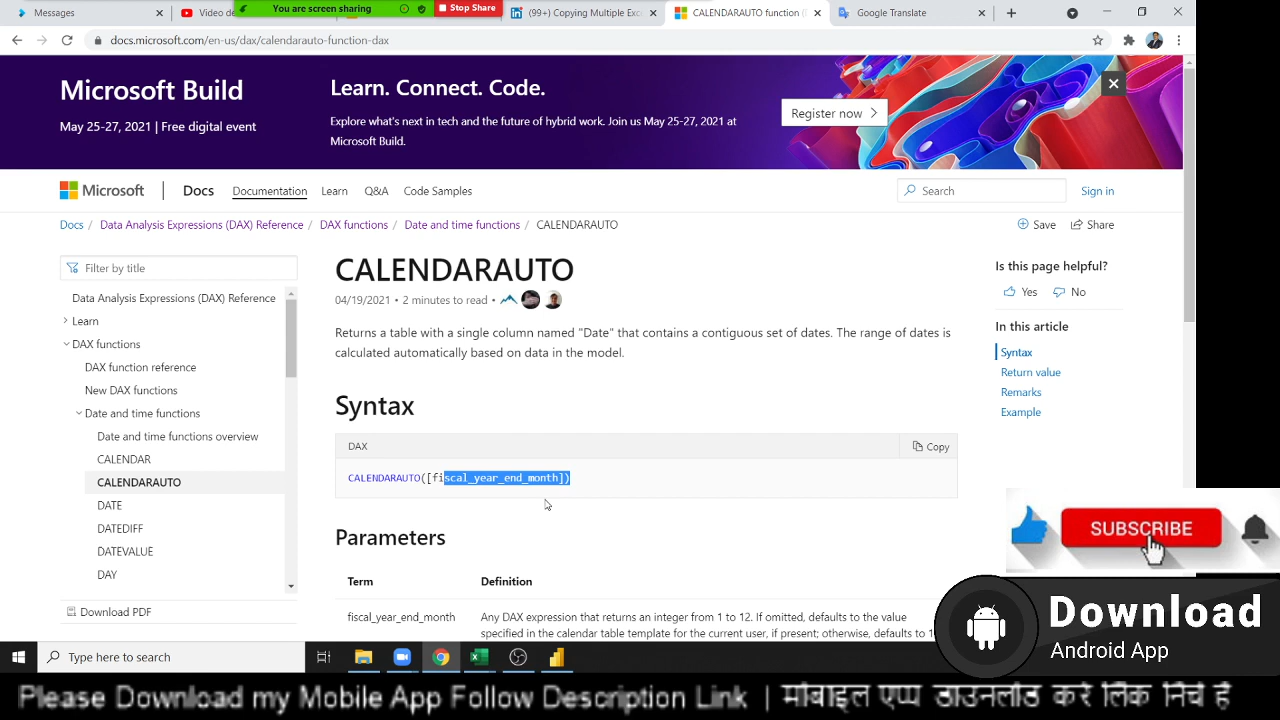 Messages
Video de
You are screen sharing
Stop Share
(99+) Copying Multiple Exc
CALENDARAUTO function (
Google Translate
docs.microsoft.com/en-us/dax/calendarauto-function-dax
Microsoft Build
May 25-27, 2021 | Free digital event
Learn. Connect. Code.
Explore what's next in tech and the future of hybrid work. Join us May 25-27, 2021 at
Microsoft Build.
Register now
Microsoft
Docs
Documentation
Learn
Q&A
Code Samples
Search
Sign in
Docs / Data Analysis Expressions (DAX) Reference / DAX functions / Date and time functions / CALENDARAUTO
Save
Share
Filter by title
Data Analysis Expressions (DAX) Reference
Learn
DAX functions
DAX function reference
New DAX functions
Date and time functions
Date and time functions overview
CALENDAR
CALENDARAUTO
DATE
DATEDIFF
DATEVALUE
DAY
Download PDF
CALENDARAUTO
04/19/2021 • 2 minutes to read •
Returns a table with a single column named "Date" that contains a contiguous set of dates. The range of dates is
calculated automatically based on data in the model.
Syntax
DAX
Copy
CALENDARAUTO([fiscal_year_end_month])
Parameters
Term
Definition
fiscal_year_end_month
Any DAX expression that returns an integer from 1 to 12. If omitted, defaults to the value
specified in the calendar table template for the current user, if present; otherwise, defaults to 1
Is this page helpful?
Yes
No
In this article
Syntax
Return value
Remarks
Example
SUBSCRIBE
Download
Android App
Type here to search
Please Download my Mobile App Follow Description Link | मोबाइल एप्प डाउनलोड करे लिंक निचे है